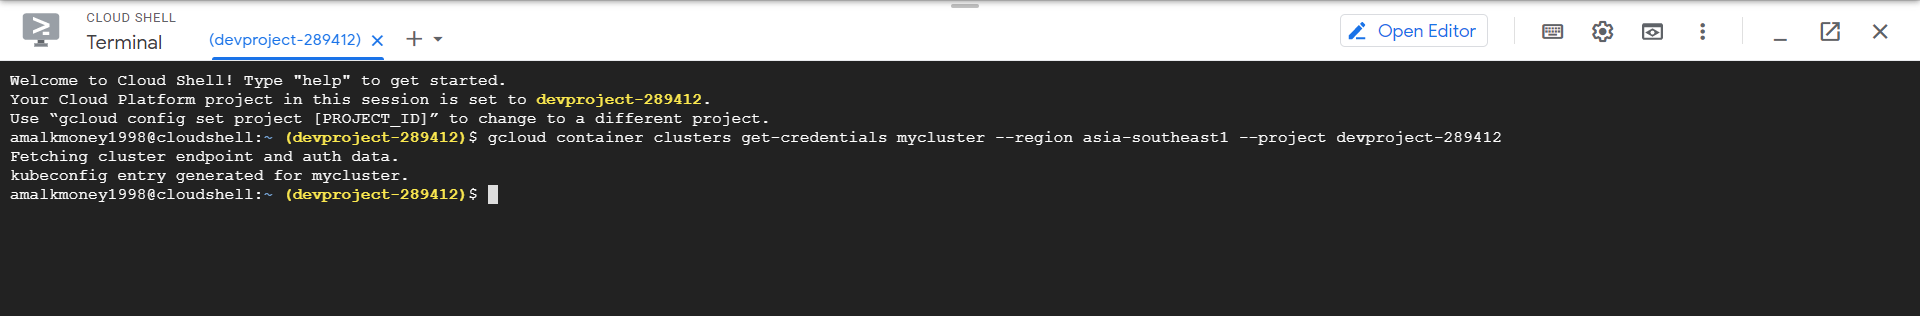 CLOUD SHELL
Terminal
(devproject-289412)
Open Editor
Welcome to Cloud Shell! Type "help" to get started.
Your Cloud Platform project in this session is set to devproject-289412.
Use “gcloud config set project [PROJECT_ID]” to change to a different project.
amalkmoney1998@cloudshell:~ (devproject-289412)$ gcloud container clusters get-credentials mycluster --region asia-southeast1 --project devproject-289412
Fetching cluster endpoint and auth data.
kubeconfig entry generated for mycluster.
amalkmoney1998@cloudshell:~ (devproject-289412)$